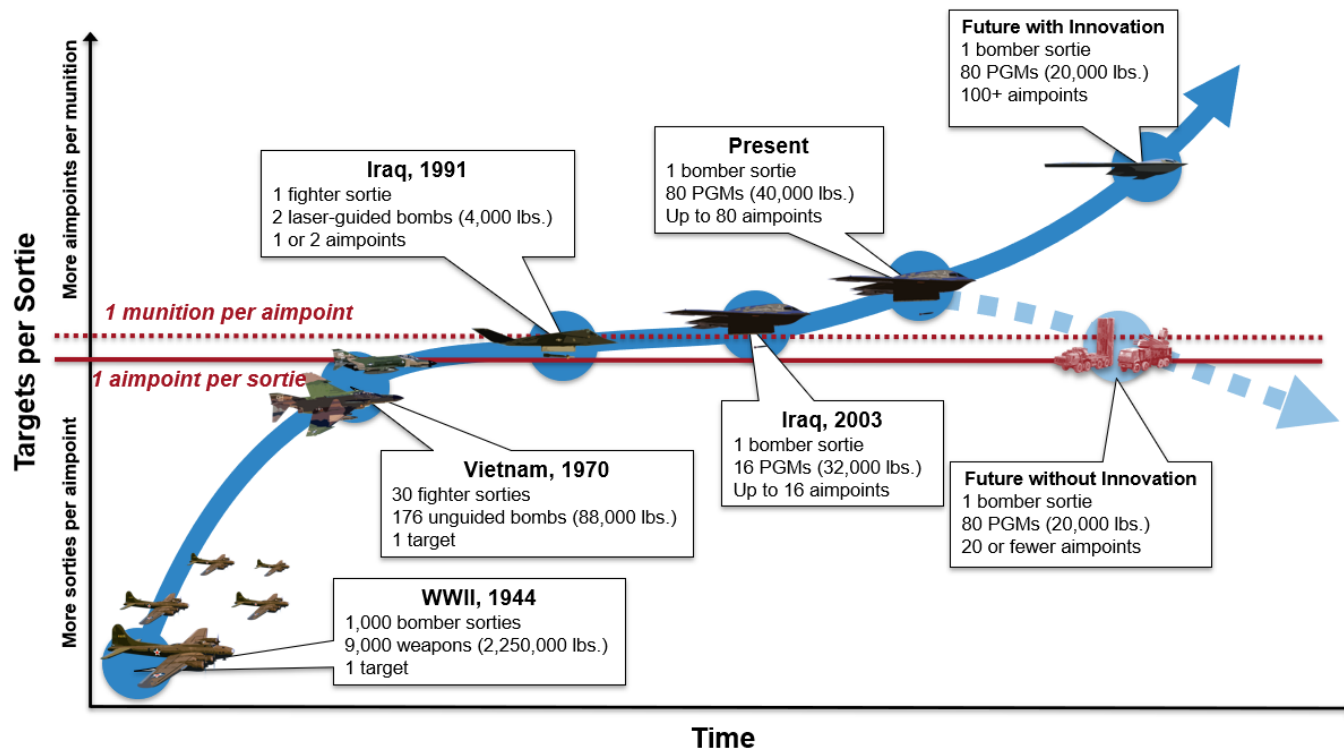 Targets per Sortie
More aimpoints per munition
More sorties per aimpoint
Future with Innovation
1 bomber sortie
80 PGMs (20,000 lbs.)
100+ aimpoints
Present
1 bomber sortie
80 PGMs (40,000 lbs.)
Up to 80 aimpoints
Iraq, 1991
1 fighter sortie
2 laser-guided bombs (4,000 lbs.)
1 or 2 aimpoints
1 munition per aimpoint
1 aimpoint per sortie
Iraq, 2003
1 bomber sortie
16 PGMs (32,000 lbs.)
Up to 16 aimpoints
Vietnam, 1970
30 fighter sorties
176 unguided bombs (88,000 lbs.)
1 target
Future without Innovation
1 bomber sortie
80 PGMs (20,000 lbs.)
20 or fewer aimpoints
WWII, 1944
1,000 bomber sorties
9,000 weapons (2,250,000 lbs.)
1 target
Time